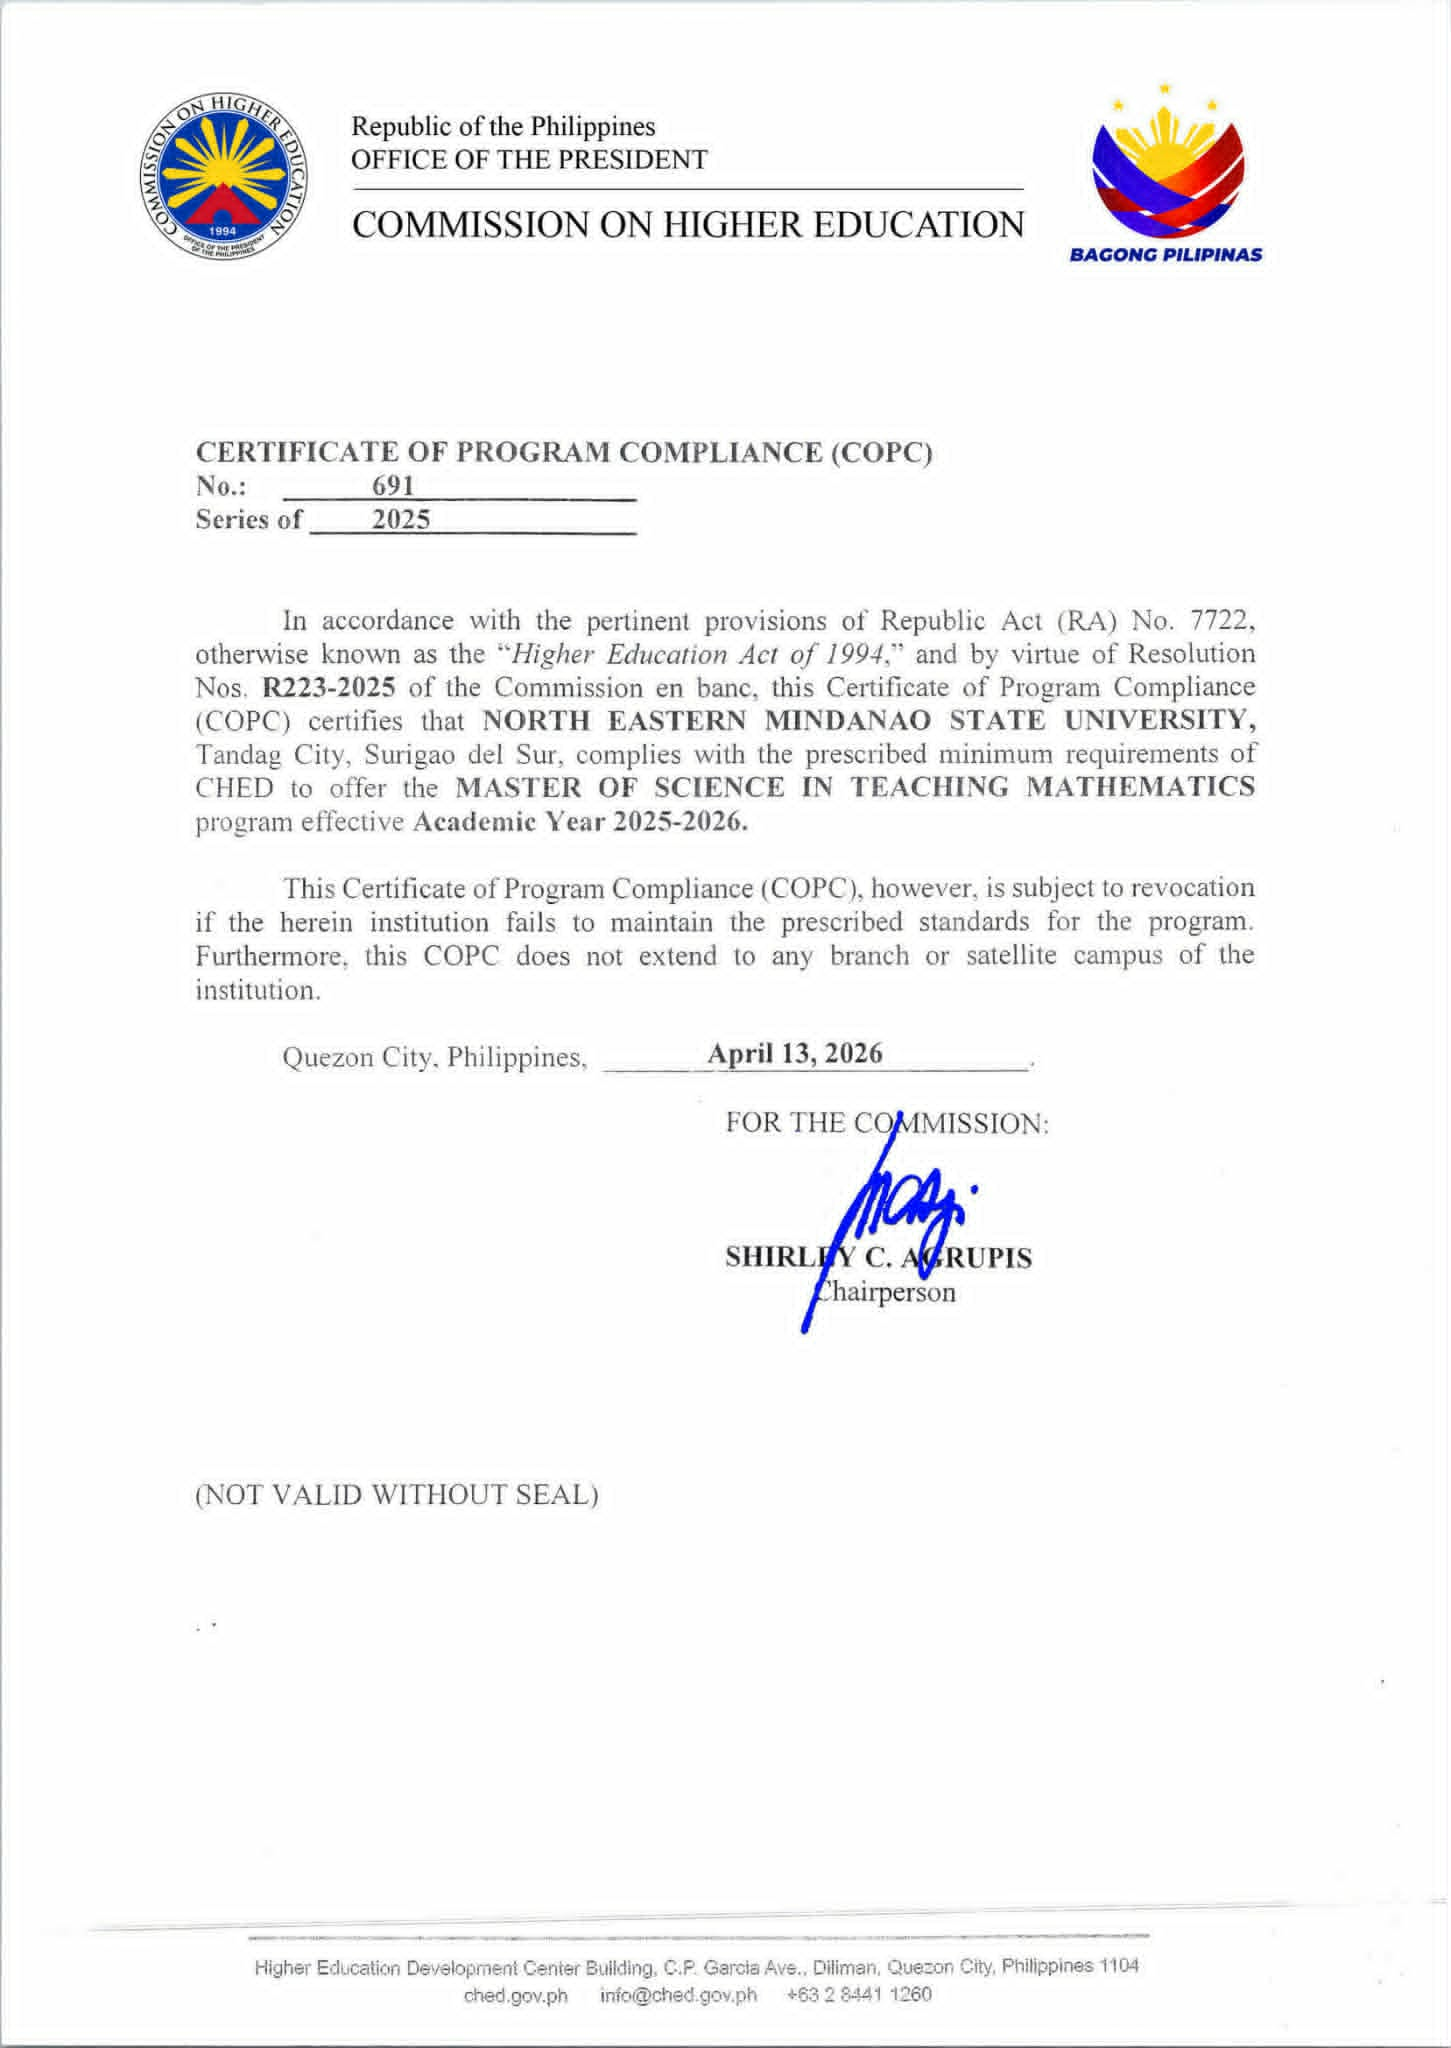 COMMISSION ON HIGHER EDUCATION
1994
OFFICE OF THE PRESIDENT
OF THE PHILIPPINES
Republic of the Philippines
OFFICE OF THE PRESIDENT
COMMISSION ON HIGHER EDUCATION
BAGONG PILIPINAS
CERTIFICATE OF PROGRAM COMPLIANCE (COPC)
No.: 691
Series of 2025
In accordance with the pertinent provisions of Republic Act (RA) No. 7722,
otherwise known as the “Higher Education Act of 1994,” and by virtue of Resolution
Nos. R223-2025 of the Commission en banc, this Certificate of Program Compliance
(COPC) certifies that NORTH EASTERN MINDANAO STATE UNIVERSITY,
Tandag City, Surigao del Sur, complies with the prescribed minimum requirements of
CHED to offer the MASTER OF SCIENCE IN TEACHING MATHEMATICS
program effective Academic Year 2025-2026.
This Certificate of Program Compliance (COPC), however, is subject to revocation
if the herein institution fails to maintain the prescribed standards for the program.
Furthermore, this COPC does not extend to any branch or satellite campus of the
institution.
Quezon City, Philippines, April 13, 2026.
FOR THE COMMISSION:
SHIRLEY C. AGRUPIS
Chairperson
(NOT VALID WITHOUT SEAL)
Higher Education Development Center Building, C.P. Garcia Ave., Diliman, Quezon City, Philippines 1104
ched.gov.ph info@ched.gov.ph +63 2 8441 1260